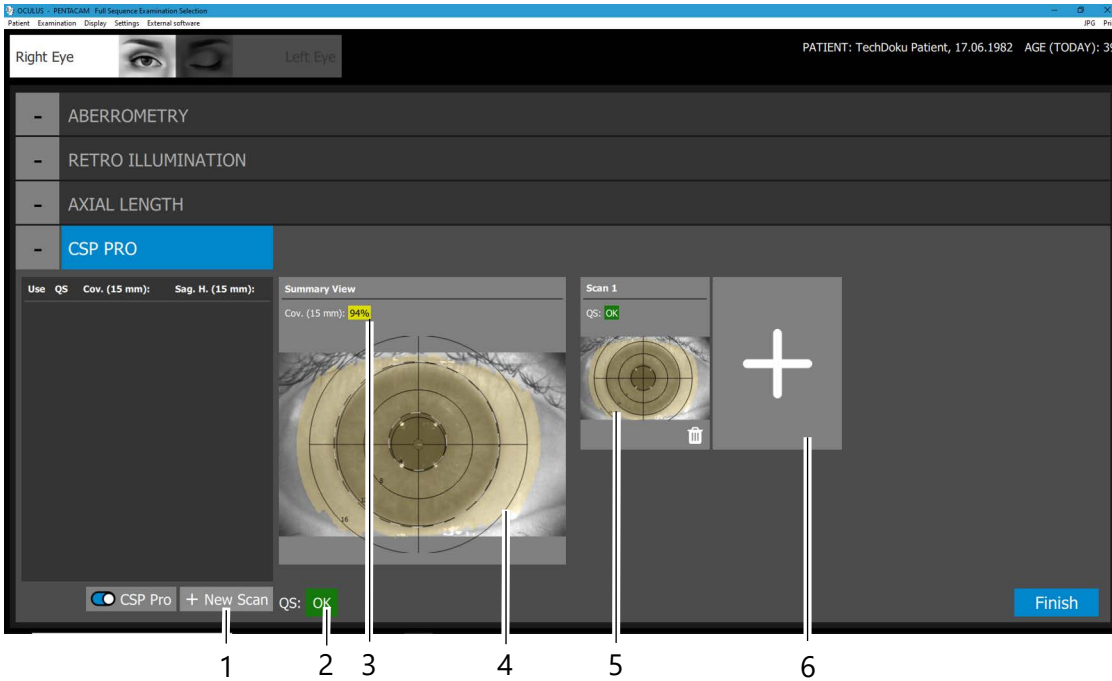 OCULUS - PENTACAM Full Sequence Examination Selection
Patient Examination Display Settings External software JPG Pri
Right Eye Left Eye PATIENT: TechDoku Patient, 17.06.1982 AGE (TODAY): 39
- ABERROMETRY
- RETRO ILLUMINATION
- AXIAL LENGTH
- CSP PRO
Use QS Cov. (15 mm): Sag. H. (15 mm):
Summary View
Cov. (15 mm): 94%
16
Scan 1
QS: OK
CSP Pro + New Scan QS: OK Finish
1 2 3 4 5 6